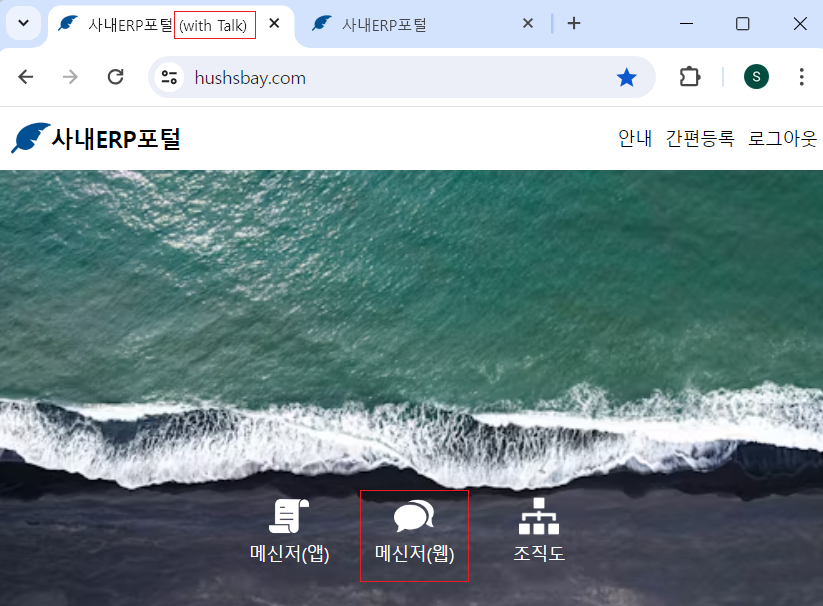 사내ERP포털 (with Talk)
사내ERP포털
hushsbay.com
S
사내ERP포털
안내 간편등록 로그아웃
메신저(앱) 메신저(웹) 조직도